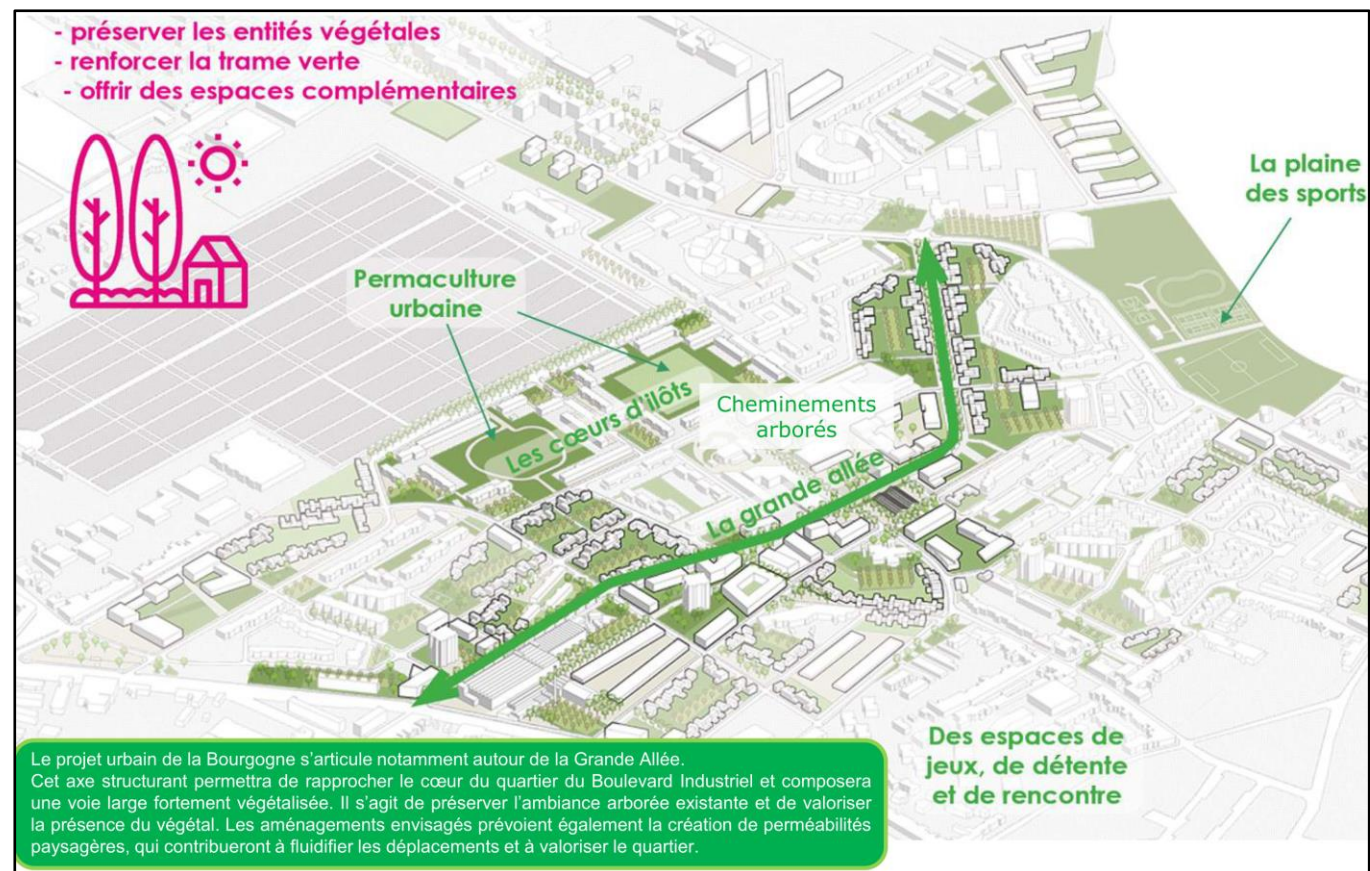 - préserver les entités végétales
- renforcer la trame verte
- offrir des espaces complémentaires
La plaine
des sports
Permaculture
urbaine
Les cœurs d'ilôts
Cheminements
arborés
La grande allée
Des espaces de
jeux, de détente
et de rencontre
Le projet urbain de la Bourgogne s’articule notamment autour de la Grande Allée.
Cet axe structurant permettra de rapprocher le cœur du quartier du Boulevard Industriel et composera
une voie large fortement végétalisée. Il s’agit de préserver l’ambiance arborée existante et de valoriser
la présence du végétal. Les aménagements envisagés prévoient également la création de perméabilités
paysagères, qui contribueront à fluidifier les déplacements et à valoriser le quartier.